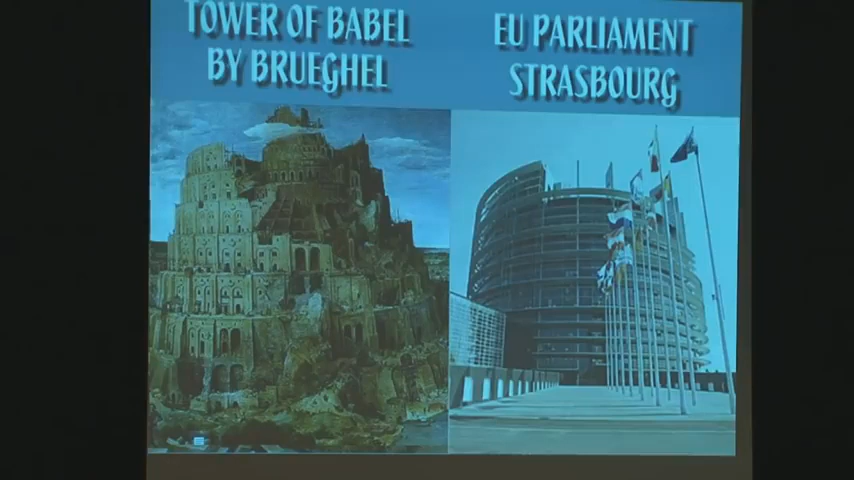 TOWER OF BABEL
BY BRUEGHEL
EU PARLIAMENT
STRASBOURG